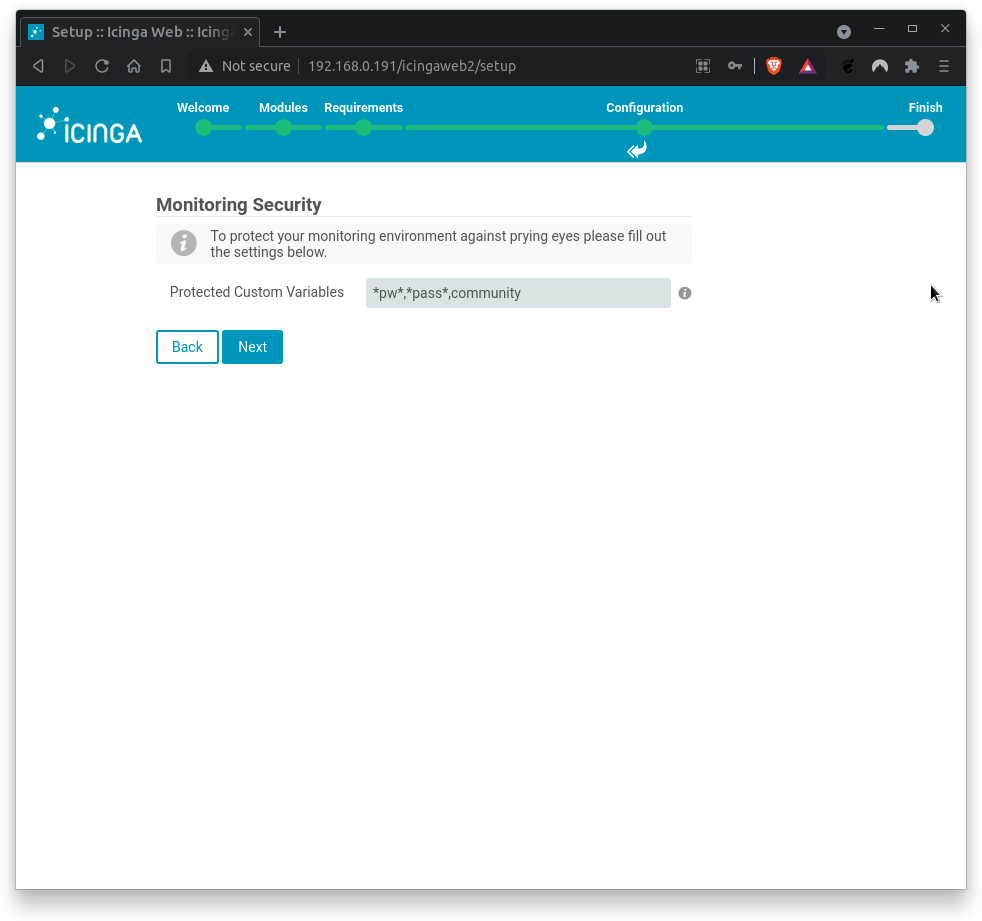 Setup :: Icinga Web :: Icing
Not secure
192.168.0.191/icingaweb2/setup
ICINGA
Welcome
Modules
Requirements
Configuration
Finish
Monitoring Security
To protect your monitoring environment against prying eyes please fill out
the settings below.
Protected Custom Variables
*pw*,*pass*,community
Back
Next